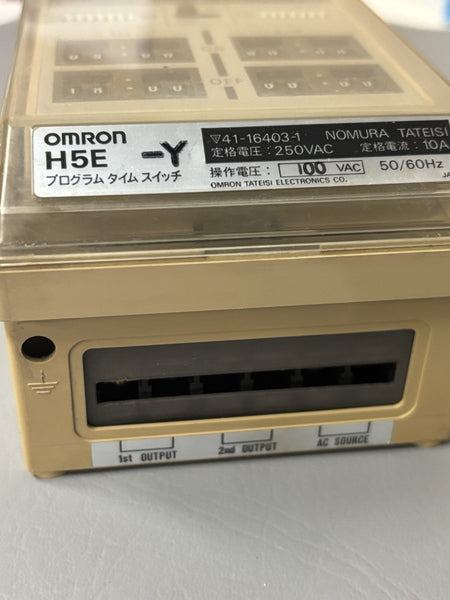 ON
OFF
OMRON
H5E -Y
プログラム タイム スイッチ
▽41-16403-1 NOMURA TATEISI
定格電圧:250VAC 定格電流:10A
操作電圧: 100 VAC 50/60Hz
OMRON TATEISI ELECTRONICS CO. JA
1st OUTPUT 2nd OUTPUT AC SOURCE